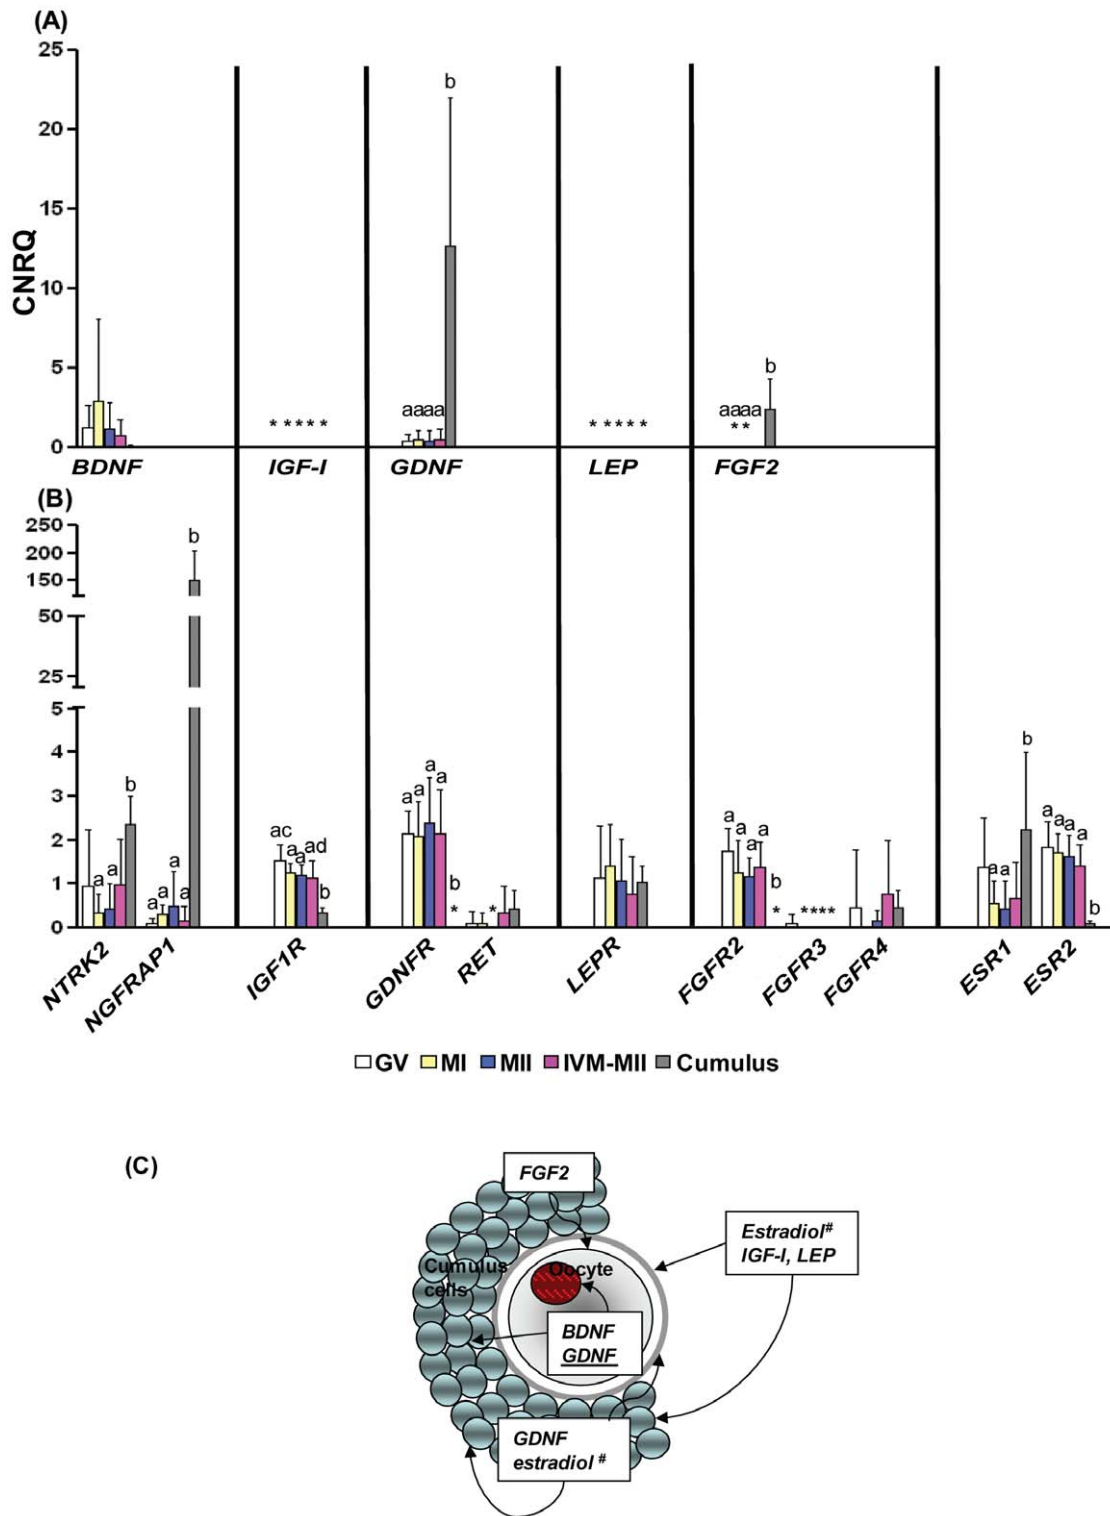 (A)
25
20
15
10
5
0
CNRQ
b
aaaa
b
aaaa
* * * * *
* * * * *
* *
BDNF IGF-I GDNF LEP FGF2
(B)
250
200
150
50
25
5
4
3
2
1
0
b
b
a a
a a a a
ac a a ad b
a a a a b
*
*
a a a a b
*
****
b
a a
a a a a b
NTRK2 NGFRAP1 IGF1R GDNFR RET LEPR FGFR2 FGFR3 FGFR4 ESR1 ESR2
GV MI MII IVM-MII Cumulus
(C)
FGF2
Estradiol#
IGF-I, LEP
Cumulus
cells
Oocyte
BDNF
GDNF
GDNF
estradiol #